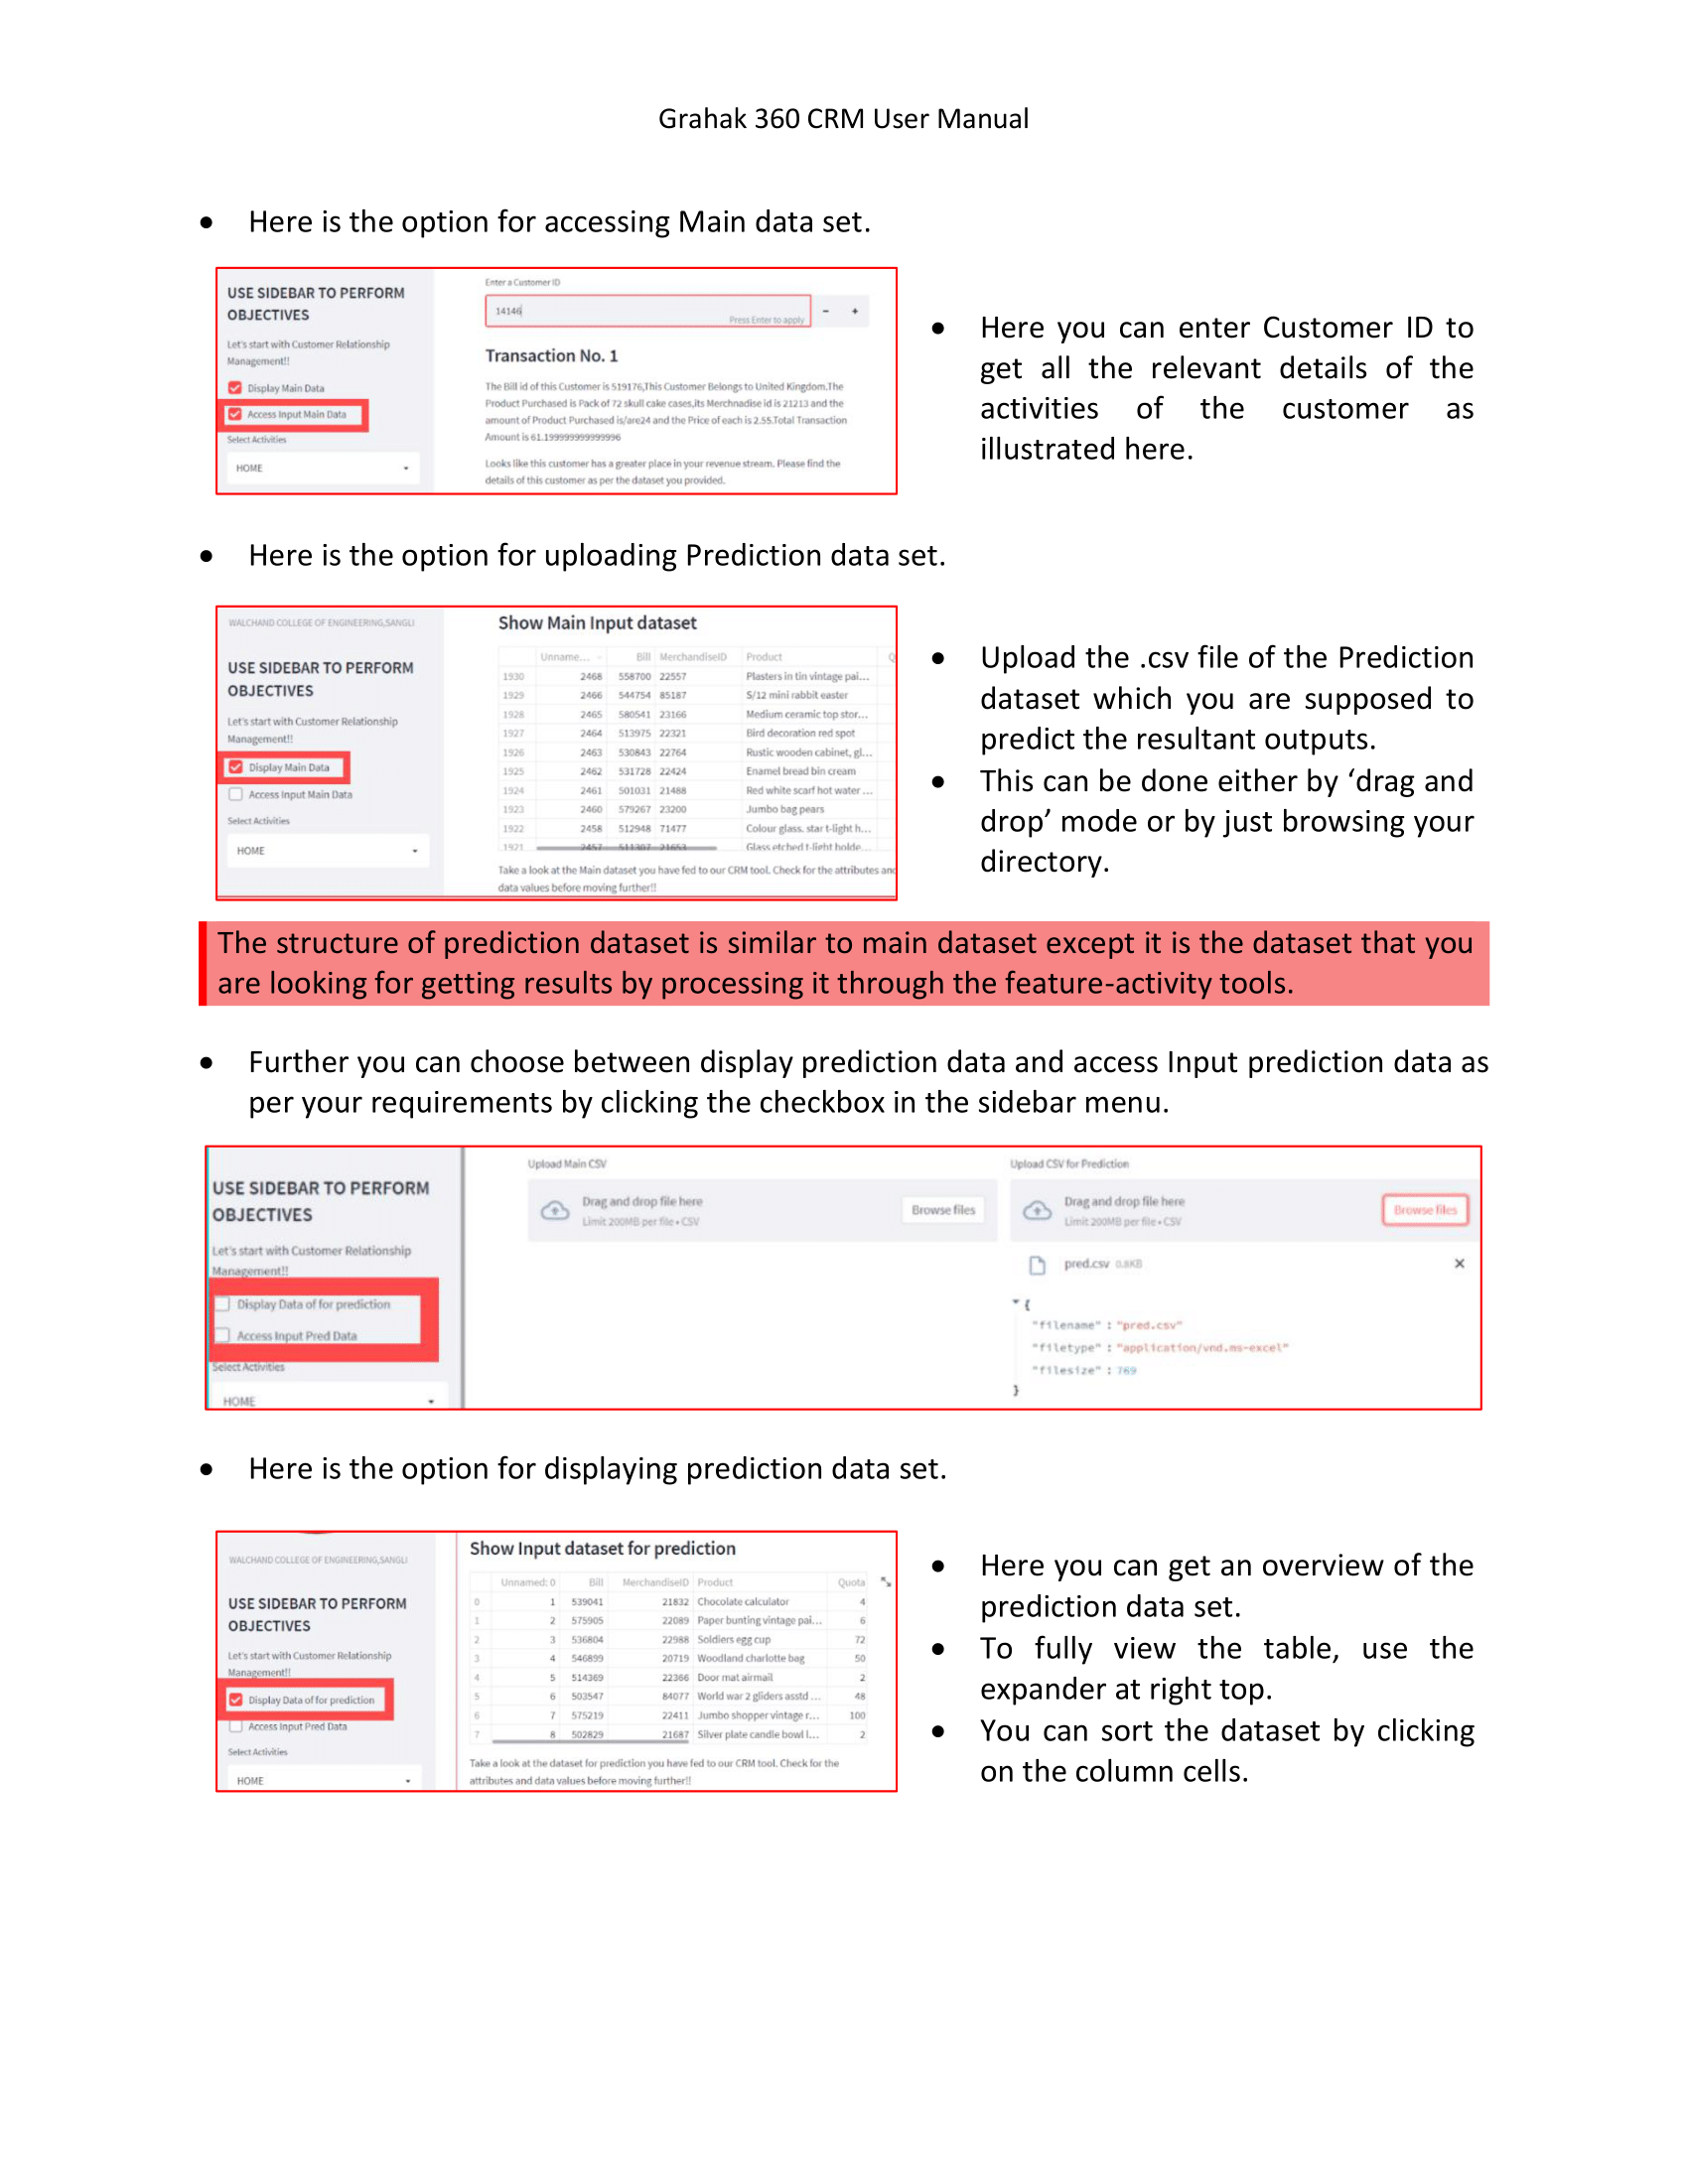 Grahak 360 CRM User Manual
• Here is the option for accessing Main data set.
USE SIDEBAR TO PERFORM
OBJECTIVES
Let's start with Customer Relationship
Management!!
Display Main Data
Access Input Main Data
Select Activities
HOME
Enter a Customer ID
14146
Press Enter to apply
- +
Transaction No. 1
The Bill id of this Customer is 519176,This Customer Belongs to United Kingdom.The
Product Purchased is Pack of 72 skull cake cases,its Merchnadise id is 21213 and the
amount of Product Purchased is/are24 and the Price of each is 2.55.Total Transaction
Amount is 61.199999999999996
Looks like this customer has a greater place in your revenue stream. Please find the
details of this customer as per the dataset you provided.
• Here you can enter Customer ID to
get all the relevant details of the
activities of the customer as
illustrated here.
• Here is the option for uploading Prediction data set.
WALCHAND COLLEGE OF ENGINEERING,SANGLI
USE SIDEBAR TO PERFORM
OBJECTIVES
Let's start with Customer Relationship
Management!!
Display Main Data
Access Input Main Data
Select Activities
HOME
Show Main Input dataset
Unname... Bill MerchandiseID Product Q
1930 2468 558700 22557 Plasters in tin vintage pai...
1929 2466 544754 85187 S/12 mini rabbit easter
1928 2465 580541 23166 Medium ceramic top stor...
1927 2464 513975 22321 Bird decoration red spot
1926 2463 530843 22764 Rustic wooden cabinet, gl...
1925 2462 531728 22424 Enamel bread bin cream
1924 2461 501031 21488 Red white scarf hot water ...
1923 2460 579267 23200 Jumbo bag pears
1922 2458 512948 71477 Colour glass. star t-light h...
1921 2457 511307 21653 Glass etched t-light holde...
Take a look at the Main dataset you have fed to our CRM tool. Check for the attributes and
data values before moving further!!
• Upload the .csv file of the Prediction
dataset which you are supposed to
predict the resultant outputs.
• This can be done either by ‘drag and
drop’ mode or by just browsing your
directory.
The structure of prediction dataset is similar to main dataset except it is the dataset that you
are looking for getting results by processing it through the feature-activity tools.
• Further you can choose between display prediction data and access Input prediction data as
per your requirements by clicking the checkbox in the sidebar menu.
USE SIDEBAR TO PERFORM
OBJECTIVES
Let's start with Customer Relationship
Management!!
Display Data of for prediction
Access Input Pred Data
Select Activities
HOME
Upload Main CSV
Drag and drop file here
Limit 200MB per file • CSV
Browse files
Upload CSV for Prediction
Drag and drop file here
Limit 200MB per file • CSV
Browse files
pred.csv 0.8KB
{
"filename" : "pred.csv"
"filetype" : "application/vnd.ms-excel"
"filesize" : 769
}
• Here is the option for displaying prediction data set.
WALCHAND COLLEGE OF ENGINEERING,SANGLI
USE SIDEBAR TO PERFORM
OBJECTIVES
Let's start with Customer Relationship
Management!!
Display Data of for prediction
Access Input Pred Data
Select Activities
HOME
Show Input dataset for prediction
Unnamed: 0 Bill MerchandiseID Product Quota
0 1 539041 21832 Chocolate calculator 4
1 2 575905 22089 Paper bunting vintage pai... 6
2 3 536804 22988 Soldiers egg cup 72
3 4 546899 20719 Woodland charlotte bag 50
4 5 514369 22366 Door mat airmail 2
5 6 503547 84077 World war 2 gliders asstd ... 48
6 7 575219 22411 Jumbo shopper vintage r... 100
7 8 502829 21687 Silver plate candle bowl l... 2
Take a look at the dataset for prediction you have fed to our CRM tool. Check for the
attributes and data values before moving further!!
• Here you can get an overview of the
prediction data set.
• To fully view the table, use the
expander at right top.
• You can sort the dataset by clicking
on the column cells.